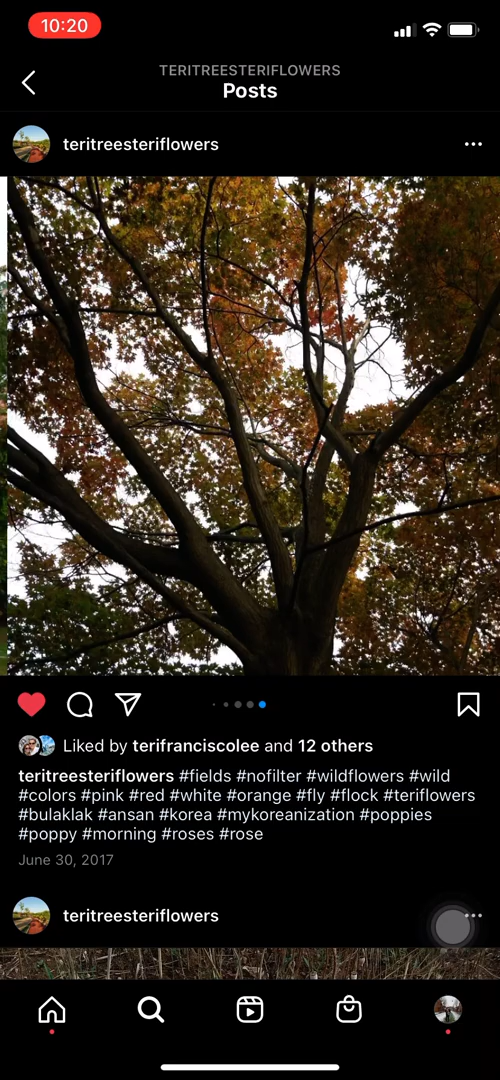 10:20
TERITREESTERIFLOWERS
Posts
teritreesteriflowers
Liked by terifranciscolee and 12 others
teritreesteriflowers #fields #nofilter #wildflowers #wild
#colors #pink #red #white #orange #fly #flock #teriflowers
#bulaklak #ansan #korea #mykoreanization #poppies
#poppy #morning #roses #rose
June 30, 2017
teritreesteriflowers